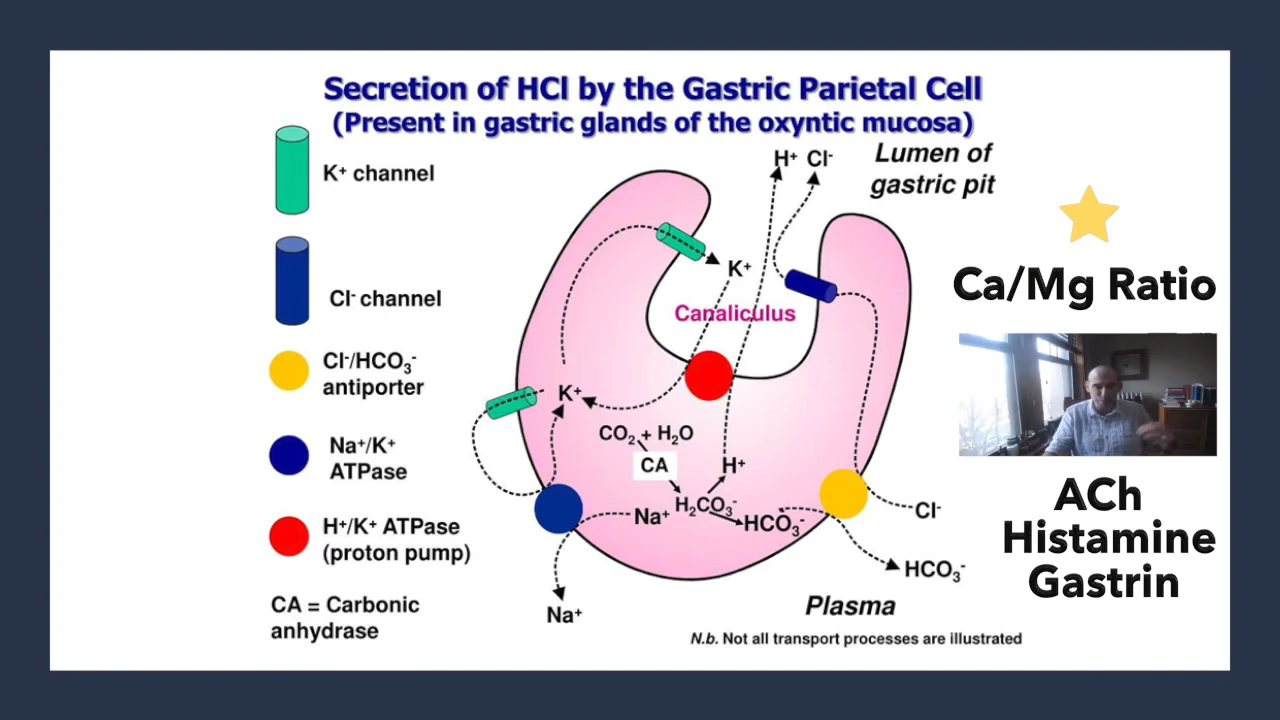 Secretion of HCl by the Gastric Parietal Cell
(Present in gastric glands of the oxyntic mucosa)
K⁺ channel
Cl⁻ channel
Cl⁻/HCO₃⁻
antiporter
Na⁺/K⁺
ATPase
H⁺/K⁺ ATPase
(proton pump)
CA = Carbonic
anhydrase
H⁺ Cl⁻
Lumen of
gastric pit
K⁺
Canaliculus
K⁺
CO₂ + H₂O
CA
H⁺
H₂CO₃⁻
Na⁺
HCO₃⁻
Cl⁻
HCO₃⁻
Na⁺
Plasma
N.b. Not all transport processes are illustrated
Ca/Mg Ratio
ACh
Histamine
Gastrin